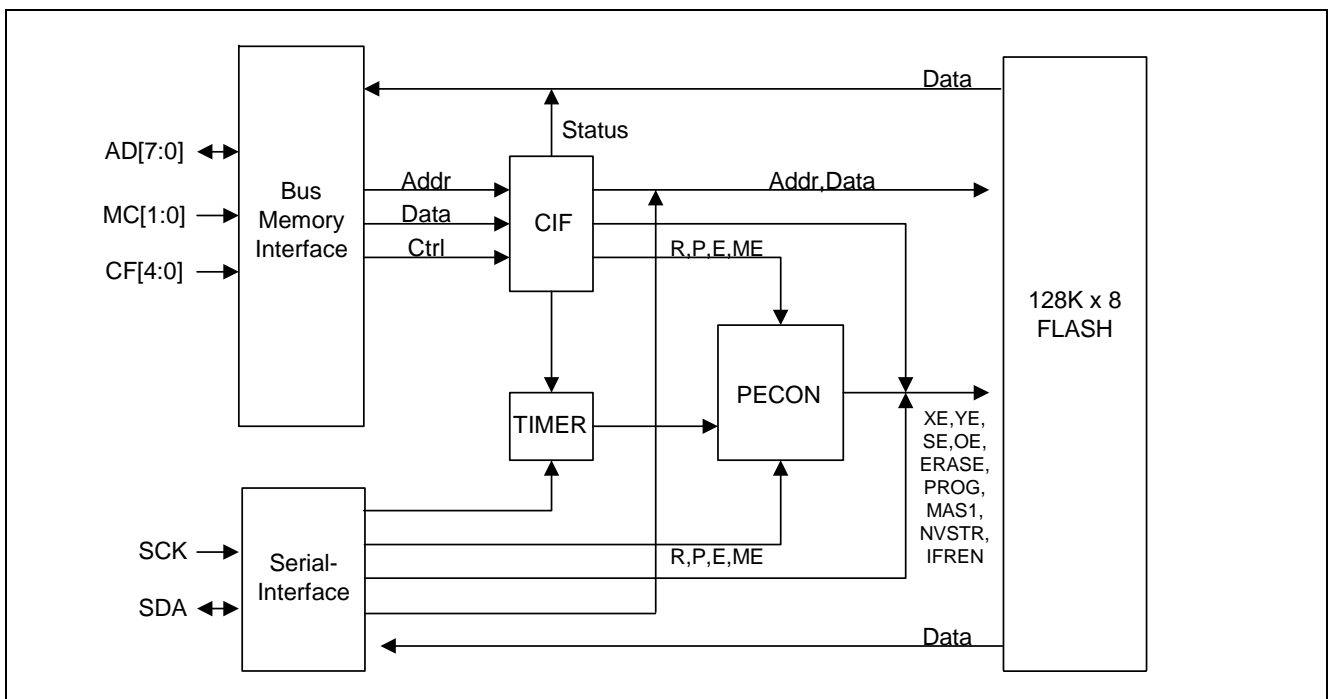 Data
Status
AD[7:0]
MC[1:0]
CF[4:0]
Bus
Memory
Interface
Addr
Data
Ctrl
CIF
Addr,Data
R,P,E,ME
128K x 8
FLASH
TIMER
PECON
XE,YE,
SE,OE,
ERASE,
PROG,
MAS1,
NVSTR,
IFREN
SCK
SDA
Serial-
Interface
R,P,E,ME
Data